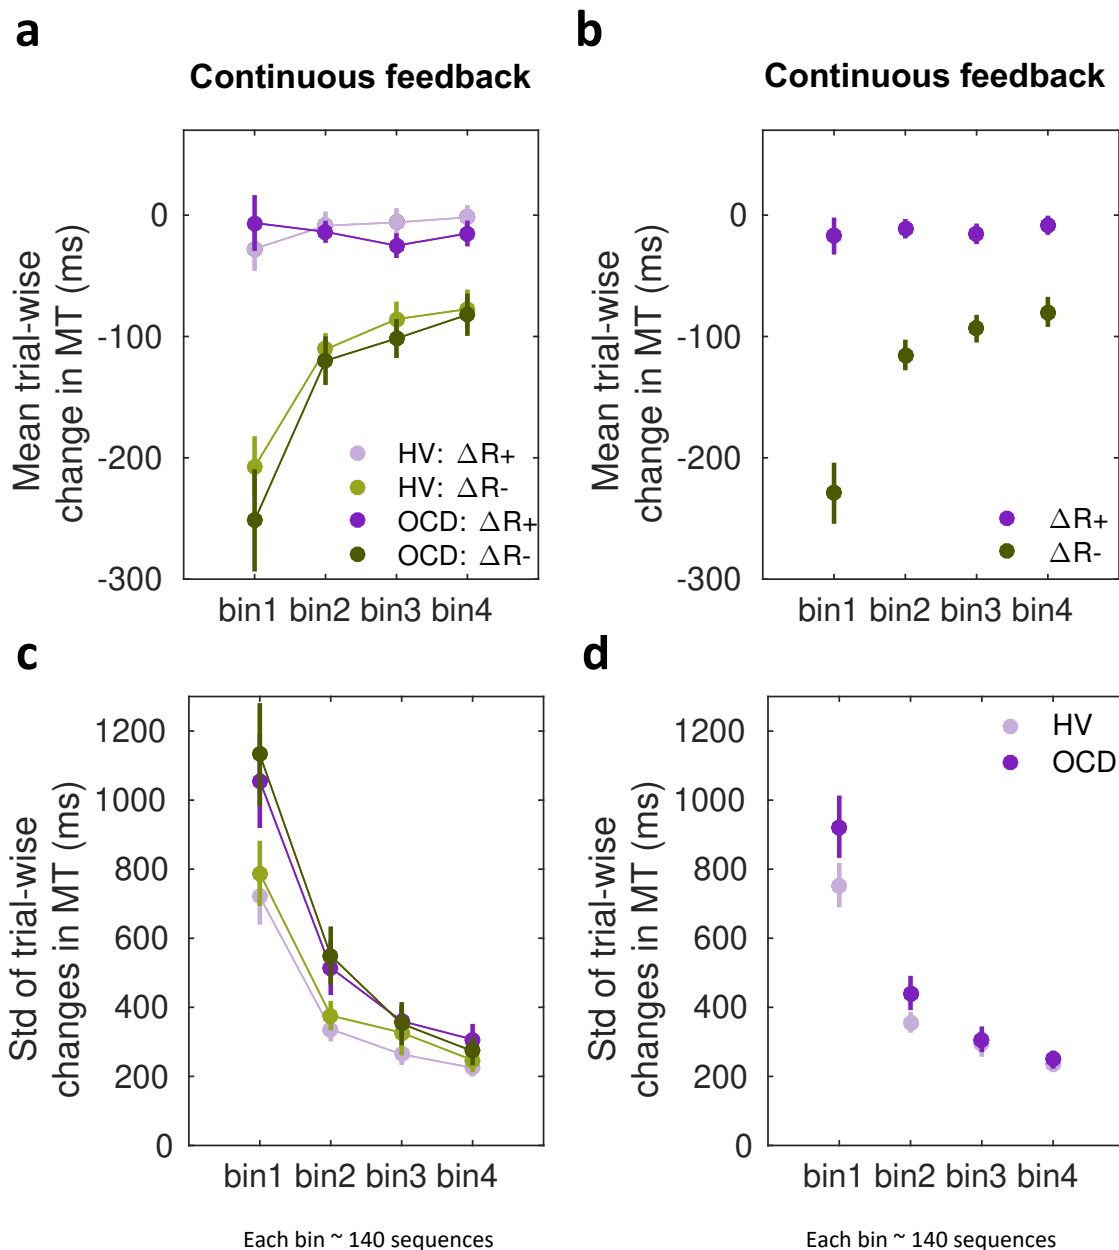 a
Continuous feedback
0
-100
-200
-300
Mean trial-wise
change in MT (ms)
HV: ΔR+
HV: ΔR-
OCD: ΔR+
OCD: ΔR-
bin1 bin2 bin3 bin4
b
Continuous feedback
0
-100
-200
-300
Mean trial-wise
change in MT (ms)
ΔR+
ΔR-
bin1 bin2 bin3 bin4
c
1200
1000
800
600
400
200
0
Std of trial-wise
changes in MT (ms)
bin1 bin2 bin3 bin4
Each bin ~ 140 sequences
d
1200
1000
800
600
400
200
0
Std of trial-wise
changes in MT (ms)
HV
OCD
bin1 bin2 bin3 bin4
Each bin ~ 140 sequences